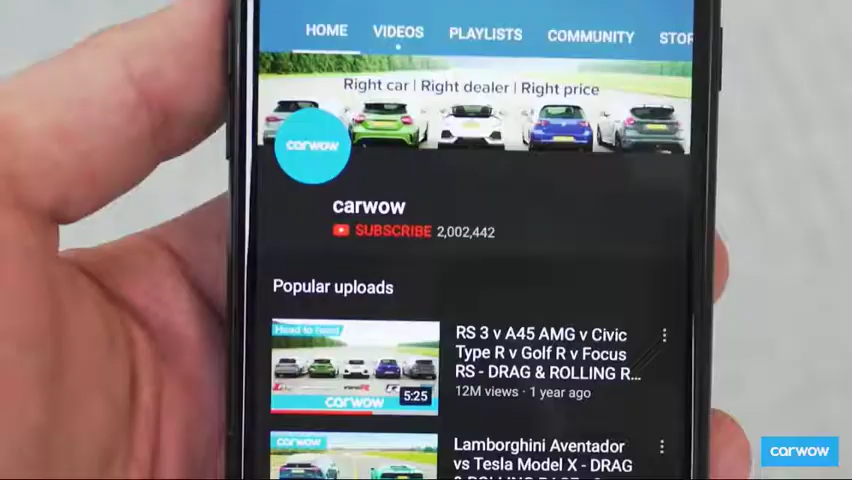 HOME VIDEOS PLAYLISTS COMMUNITY STOR
Right car | Right dealer | Right price
carwow
carwow
SUBSCRIBE 2,002,442
Popular uploads
Head to head
RS 3 v A45 AMG v Civic
Type R v Golf R v Focus
RS - DRAG & ROLLING R...
12M views · 1 year ago
5:25
carwow
carwow
Lamborghini Aventador
vs Tesla Model X - DRAG
carwow